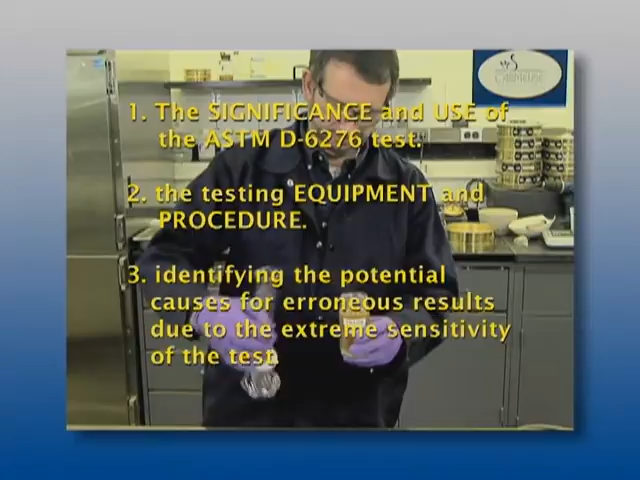 1. The SIGNIFICANCE and USE of
the ASTM D-6276 test.
2. the testing EQUIPMENT and
PROCEDURE.
3. identifying the potential
causes for erroneous results
due to the extreme sensitivity
of the test.